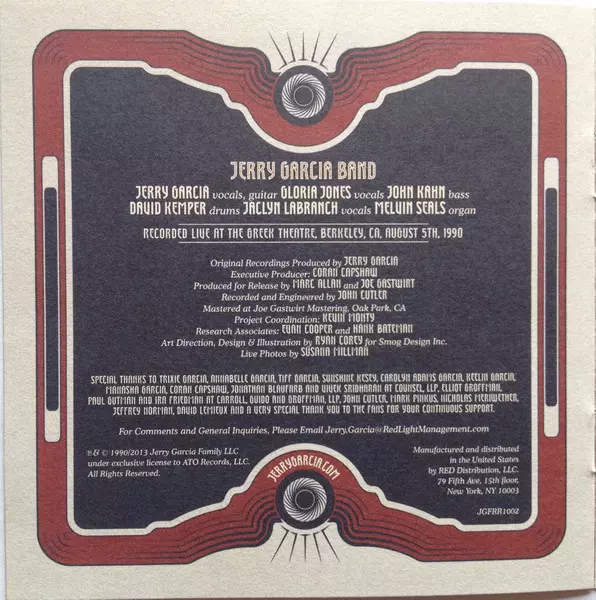 JERRY GARCIA BAND
JERRY GARCIA vocals, guitar GLORIA JONES vocals JOHN KAHN bass
DAVID KEMPER drums JACLYN LABRANCH vocals MELVIN SEALS organ
RECORDED LIVE AT THE GREEK THEATRE, BERKELEY, CA, AUGUST 5TH, 1990
Original Recordings Produced by JERRY GARCIA
Executive Producer: CORAN CAPSHAW
Produced for Release by MARC ALLAN and JOE GASTWIRT
Recorded and Engineered by JOHN CUTLER
Mastered at Joe Gastwirt Mastering, Oak Park, CA
Project Coordination: KEVIN MONTY
Research Associates: EVAN COOPER and HANK BATEMAN
Art Direction, Design & Illustration by RYAN COREY for Smog Design Inc.
Live Photos by SUSANA MILLMAN
SPECIAL THANKS TO TRIXIE GARCIA, ANNABELLE GARCIA, TIFF GARCIA, SUNSHINE KESEY, CAROLYN ADAMS GARCIA, KEELIN GARCIA,
MANASHA GARCIA, CORAN CAPSHAW, JONATHAN BLAUFARB AND VIVEK SRIDHARAN AT COUNSEL, LLP, ELLIOT GROFFMAN,
PAUL GUTMAN AND IRA FRIEDMAN AT CARROLL, GUIDO AND GROFFMAN, LLP, JOHN CUTLER, MARK PINKUS, NICHOLAS MERIWETHER,
JEFFREY NORMAN, DAVID LEMIEUX AND A VERY SPECIAL THANK YOU TO THE FANS FOR YOUR CONTINUOUS SUPPORT.
For Comments and General Inquiries, Please Email Jerry.Garcia@RedLightManagement.com
℗ & © 1990/2013 Jerry Garcia Family LLC
under exclusive license to ATO Records, LLC.
All Rights Reserved.
JERRYGARCIA.COM
Manufactured and distributed
in the United States
by RED Distribution, LLC.
79 Fifth Ave, 15th floor,
New York, NY 10003
JGFRR1002